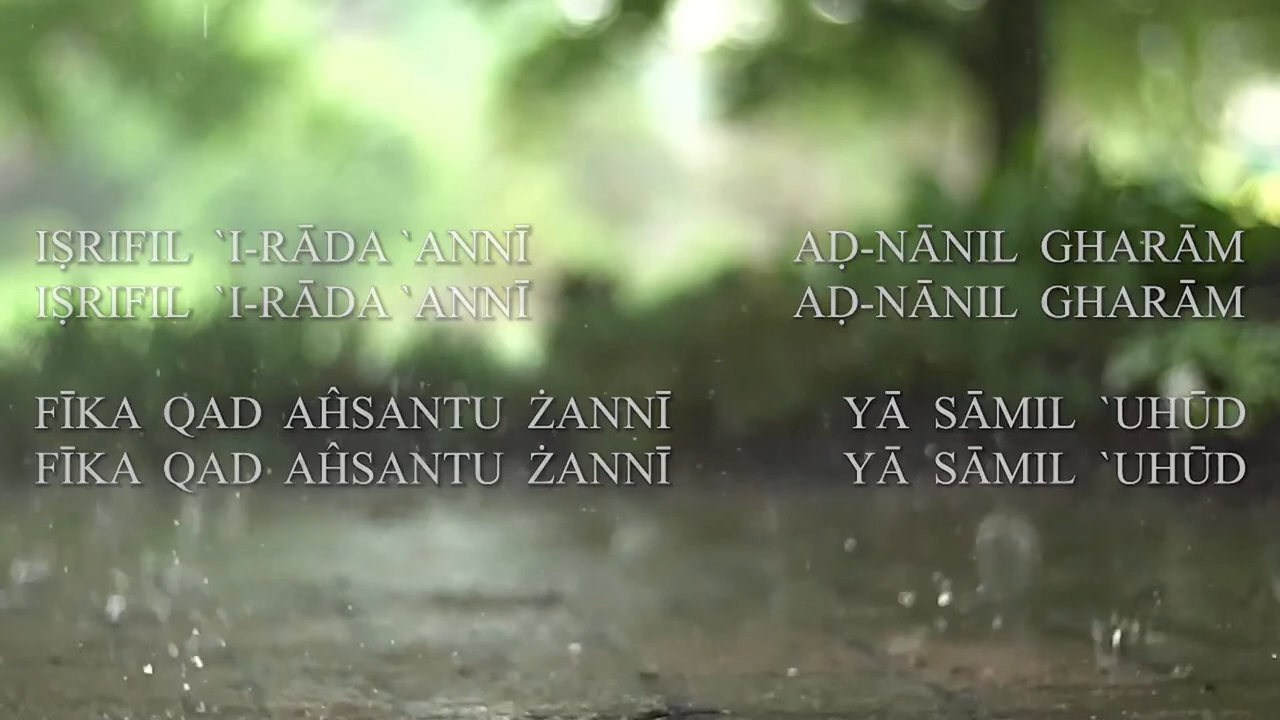 IṢRIFIL `I-RĀDA `ANNĪ AḌ-NĀNIL GHARĀM
IṢRIFIL `I-RĀDA `ANNĪ AḌ-NĀNIL GHARĀM
FĪKA QAD AĤSANTU ŻANNĪ YĀ SĀMIL `UHŪD
FĪKA QAD AĤSANTU ŻANNĪ YĀ SĀMIL `UHŪD